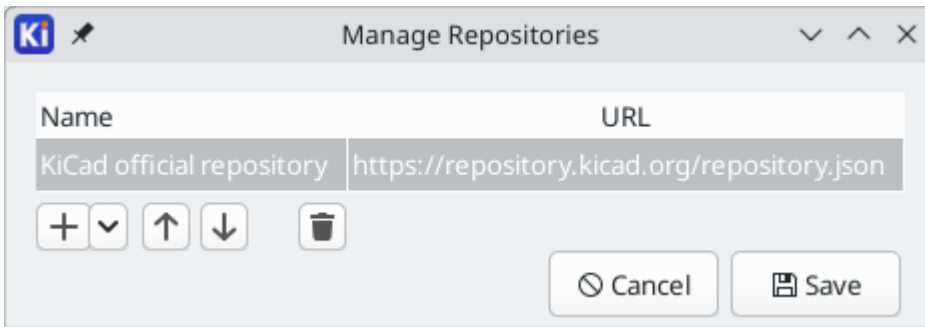 Ki Manage Repositories
Name URL
KiCad official repository https://repository.kicad.org/repository.json
Cancel Save